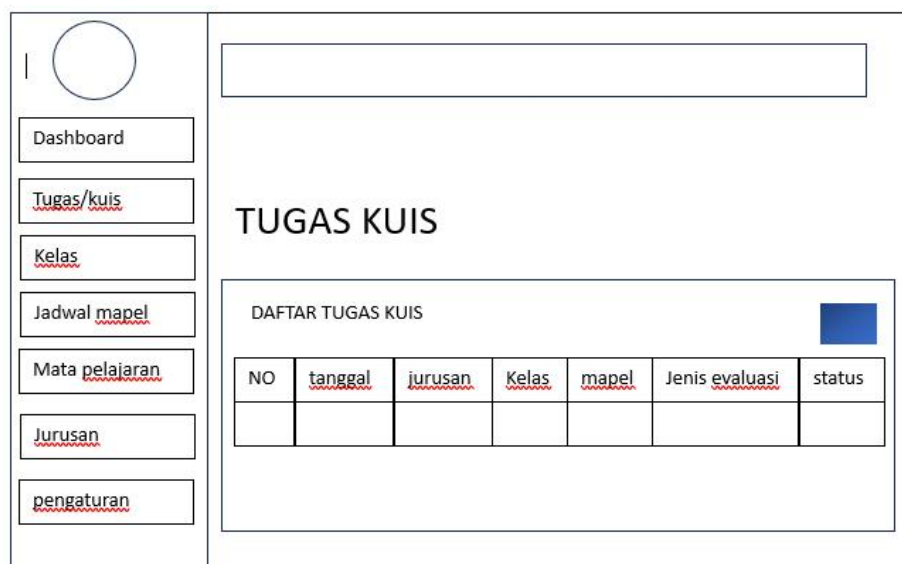 Dashboard
Tugas/kuis
Kelas
Jadwal mapel
Mata pelajaran
Jurusan
pengaturan
TUGAS KUIS
DAFTAR TUGAS KUIS
NO tanggal jurusan Kelas mapel Jenis evaluasi status